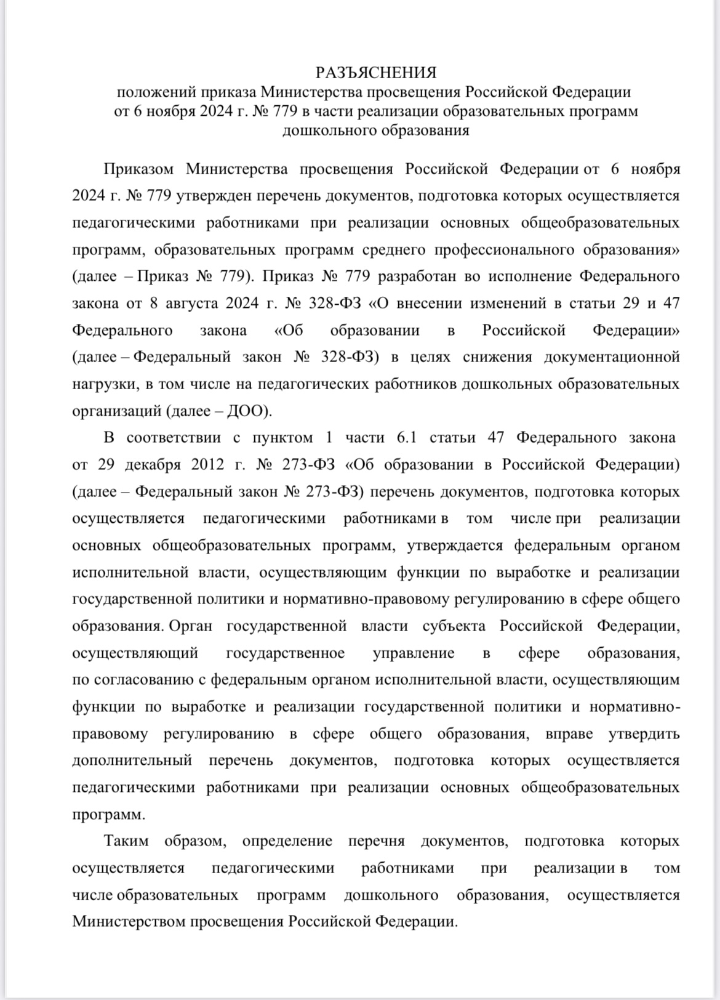 РАЗЪЯСНЕНИЯ
положений приказа Министерства просвещения Российской Федерации
от 6 ноября 2024 г. № 779 в части реализации образовательных программ
дошкольного образования
Приказом Министерства просвещения Российской Федерации от 6 ноября
2024 г. № 779 утвержден перечень документов, подготовка которых осуществляется
педагогическими работниками при реализации основных общеобразовательных
программ, образовательных программ среднего профессионального образования»
(далее – Приказ № 779). Приказ № 779 разработан во исполнение Федерального
закона от 8 августа 2024 г. № 328-ФЗ «О внесении изменений в статьи 29 и 47
Федерального закона «Об образовании в Российской Федерации»
(далее – Федеральный закон № 328-ФЗ) в целях снижения документационной
нагрузки, в том числе на педагогических работников дошкольных образовательных
организаций (далее – ДОО).
В соответствии с пунктом 1 части 6.1 статьи 47 Федерального закона
от 29 декабря 2012 г. № 273-ФЗ «Об образовании в Российской Федерации)
(далее – Федеральный закон № 273-ФЗ) перечень документов, подготовка которых
осуществляется педагогическими работниками в том числе при реализации
основных общеобразовательных программ, утверждается федеральным органом
исполнительной власти, осуществляющим функции по выработке и реализации
государственной политики и нормативно-правовому регулированию в сфере общего
образования. Орган государственной власти субъекта Российской Федерации,
осуществляющий государственное управление в сфере образования,
по согласованию с федеральным органом исполнительной власти, осуществляющим
функции по выработке и реализации государственной политики и нормативно-
правовому регулированию в сфере общего образования, вправе утвердить
дополнительный перечень документов, подготовка которых осуществляется
педагогическими работниками при реализации основных общеобразовательных
программ.
Таким образом, определение перечня документов, подготовка которых
осуществляется педагогическими работниками при реализации в том
числе образовательных программ дошкольного образования, осуществляется
Министерством просвещения Российской Федерации.